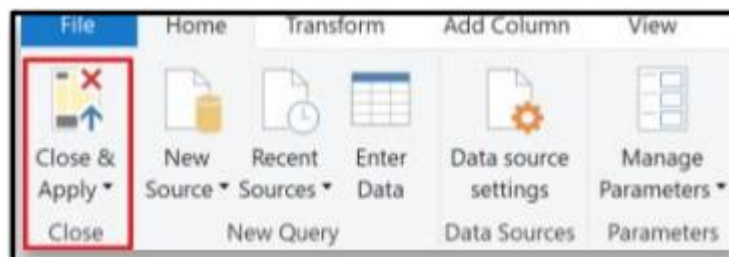 File Home Transform Add Column View
Close & New Recent Enter Data source Manage
Apply Source Sources Data settings Parameters
Close New Query Data Sources Parameters